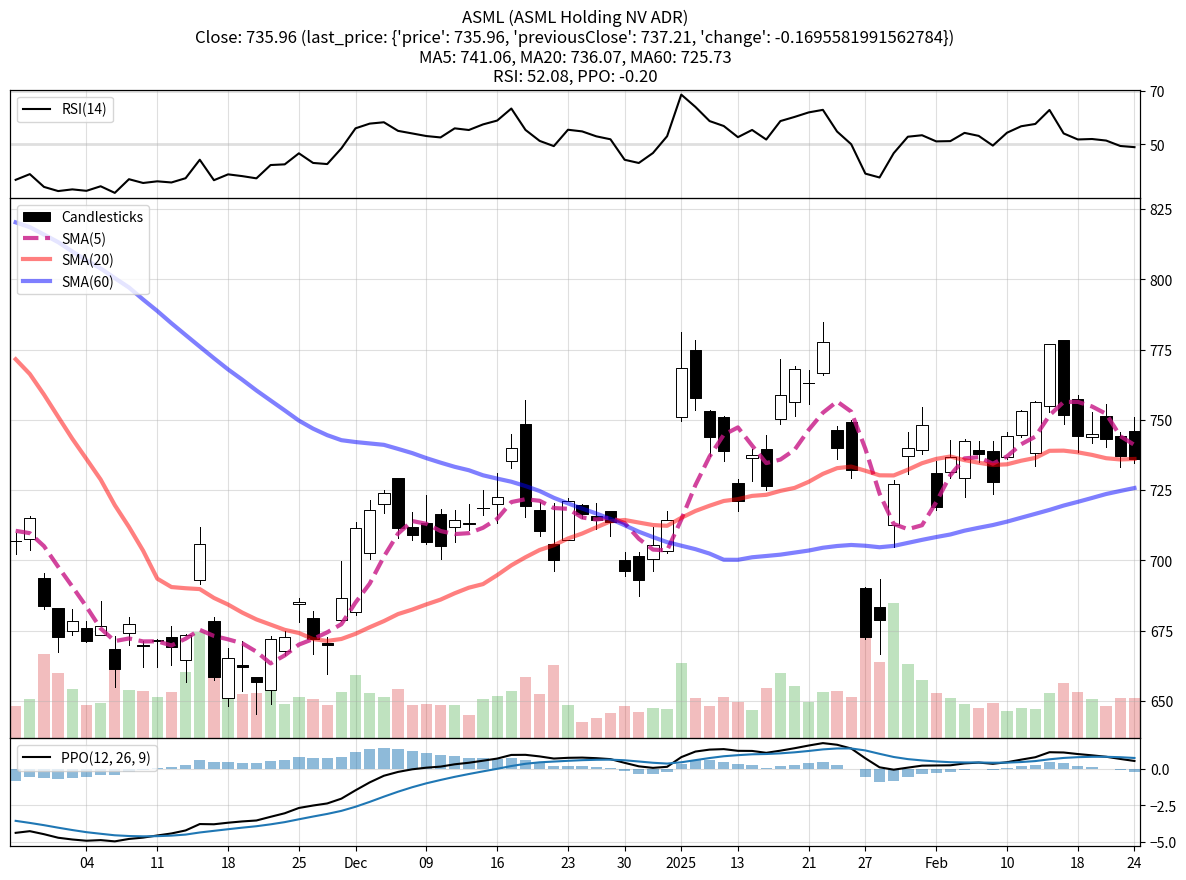 ASML (ASML Holding NV ADR)
Close: 735.96 (last_price: {'price': 735.96, 'previousClose': 737.21, 'change': -0.1695581991562784})
MA5: 741.06, MA20: 736.07, MA60: 725.73
RSI: 52.08, PPO: -0.20
RSI(14)
70
50
Candlesticks
SMA(5)
SMA(20)
SMA(60)
825
800
775
750
725
700
675
650
PPO(12, 26, 9)
0.0
−2.5
−5.0
04 11 18 25 Dec 09 16 23 30 2025 13 21 27 Feb 10 18 24